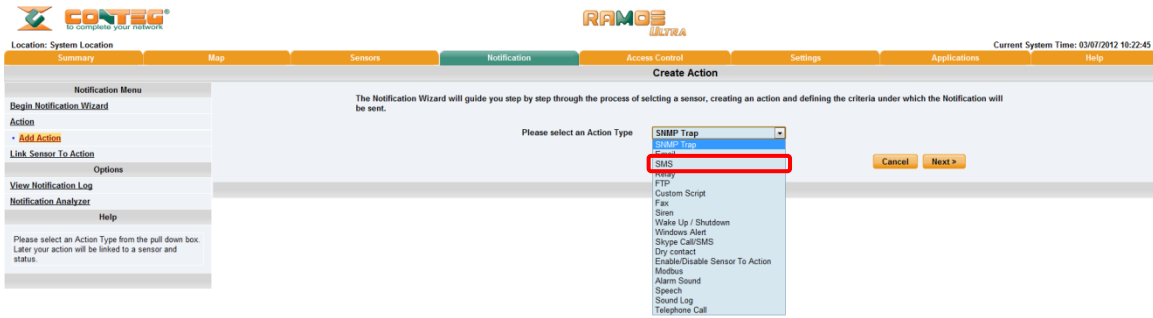 CONTEG®
to complete your network
RAMOS
ULTRA
Location: System Location
Current System Time: 03/07/2012 10:22:45
Summary Map Sensors Notification Access Control Settings Applications Help
Create Action
Notification Menu
Begin Notification Wizard
Action
• Add Action
Link Sensor To Action
Options
View Notification Log
Notification Analyzer
Help
Please select an Action Type from the pull down box.
Later your action will be linked to a sensor and
status.
The Notification Wizard will guide you step by step through the process of selcting a sensor, creating an action and defining the criteria under which the Notification will
be sent.
Please select an Action Type SNMP Trap
SNMP Trap
Email
SMS
Relay
FTP
Custom Script
Fax
Siren
Wake Up / Shutdown
Windows Alert
Skype Call/SMS
Dry contact
Enable/Disable Sensor To Action
Modbus
Alarm Sound
Speech
Sound Log
Telephone Call
Cancel Next >